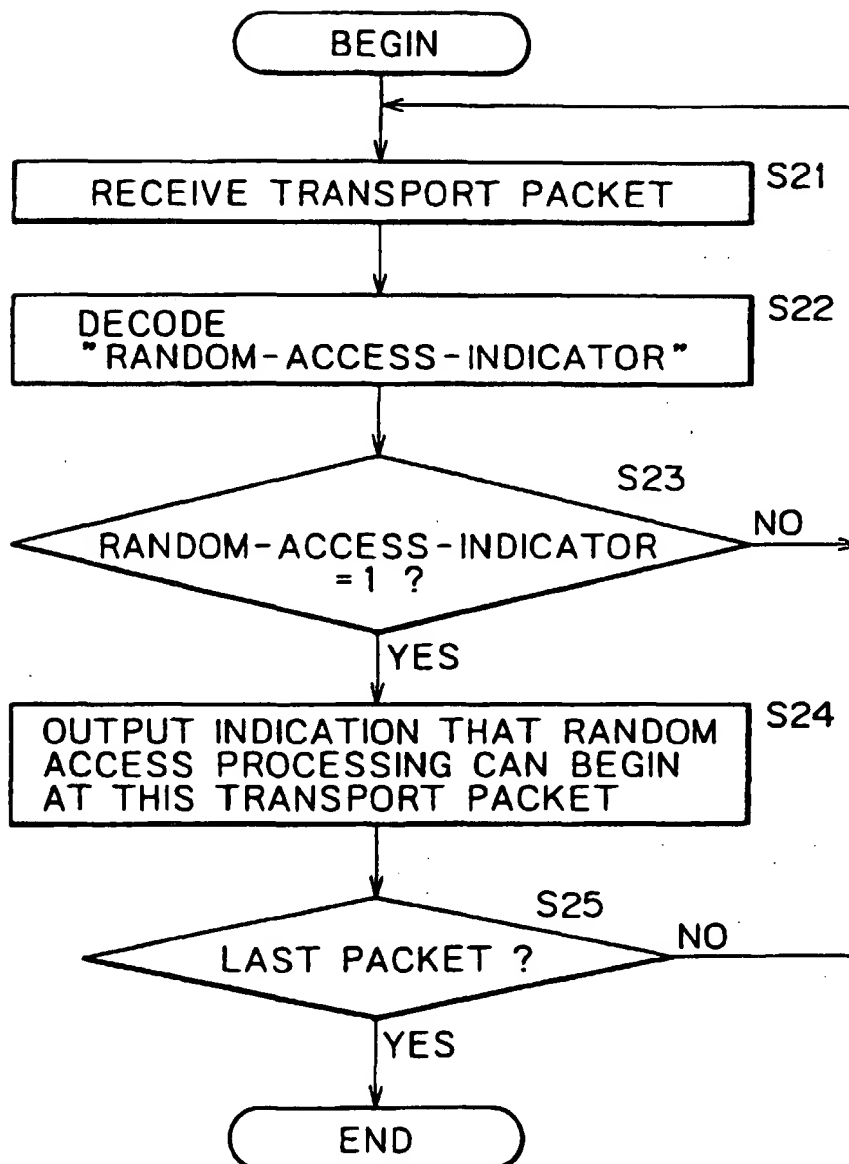 BEGIN
RECEIVE TRANSPORT PACKET
S21
DECODE
"RANDOM-ACCESS-INDICATOR"
S22
S23
RANDOM-ACCESS-INDICATOR
=1 ?
NO
YES
OUTPUT INDICATION THAT RANDOM
ACCESS PROCESSING CAN BEGIN
AT THIS TRANSPORT PACKET
S24
S25
LAST PACKET ?
NO
YES
END